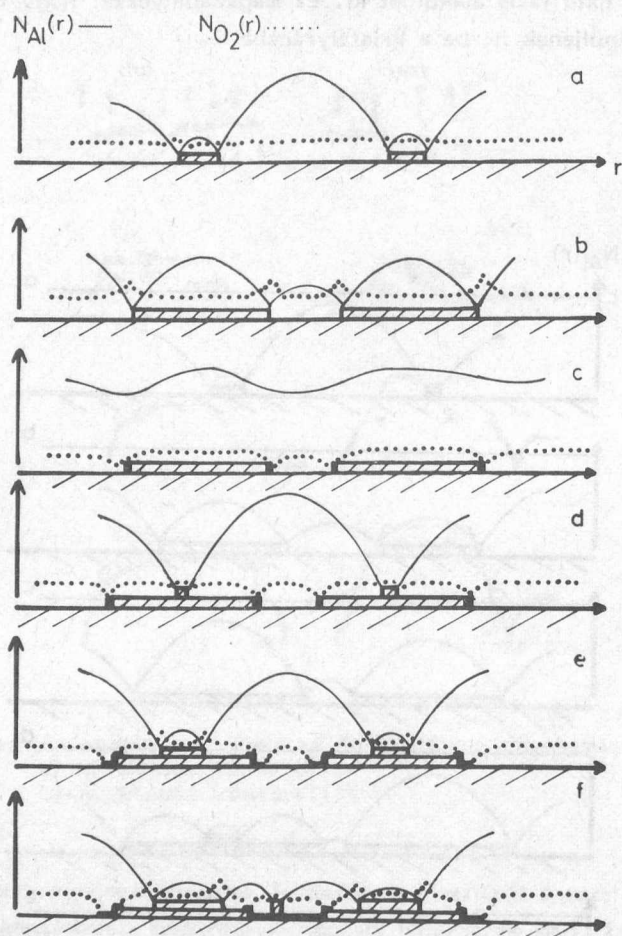 N_Al(r) — N_O₂(r) ........
a
r
b
c
d
e
f